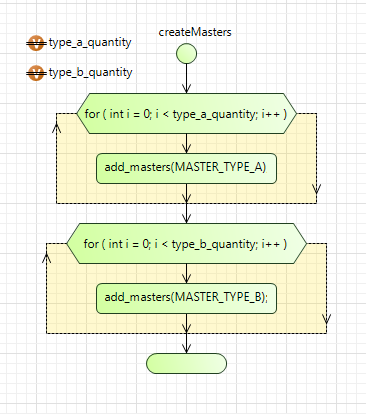 createMasters
type_a_quantity
type_b_quantity
for ( int i = 0; i < type_a_quantity; i++ )
add_masters(MASTER_TYPE_A)
for ( int i = 0; i < type_b_quantity; i++ )
add_masters(MASTER_TYPE_B);